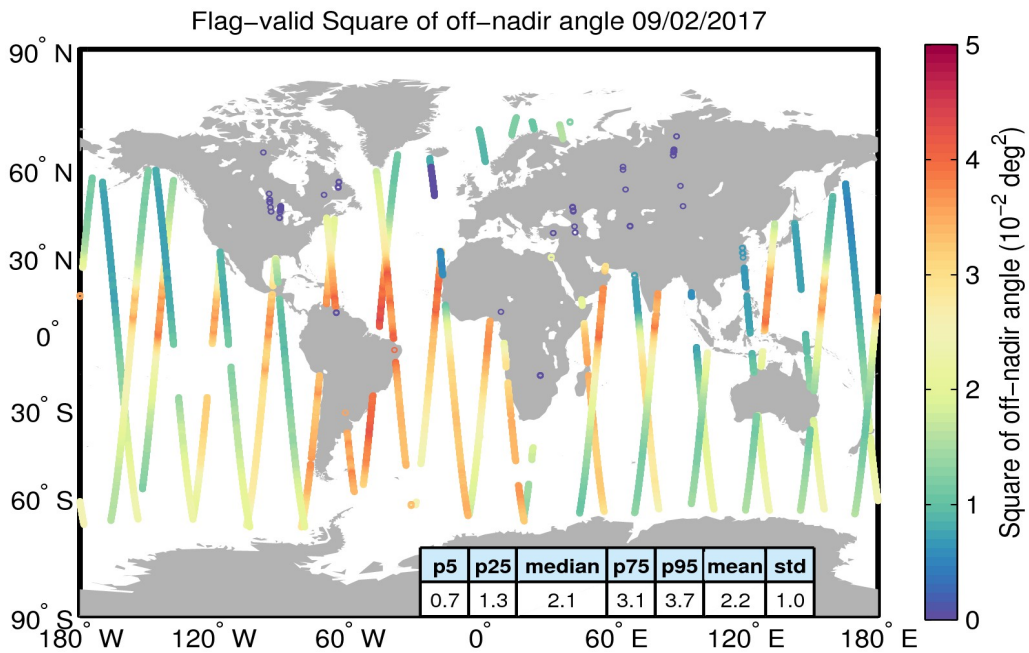 Flag−valid Square of off−nadir angle 09/02/2017
90° N
60° N
30° N
0°
30° S
60° S
90° S
180° W
120° W
60° W
0°
60° E
120° E
180° E
p5 p25 median p75 p95 mean std
0.7 1.3 2.1 3.1 3.7 2.2 1.0
5
4
3
2
1
0
Square of off−nadir angle (10⁻² deg²)